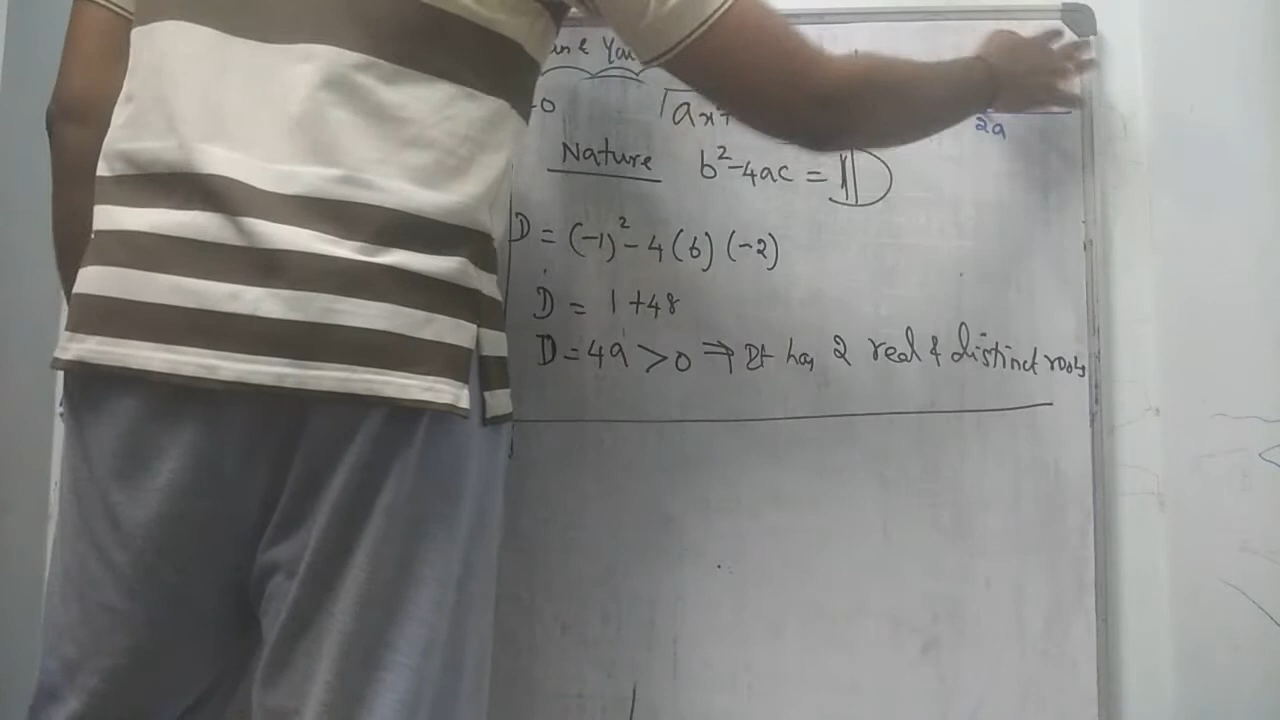 2a
Nature b²-4ac = D
D = (-1)² - 4(6)(-2)
D = 1+48
D = 49 > 0 ⇒ It has 2 real & distinct roots